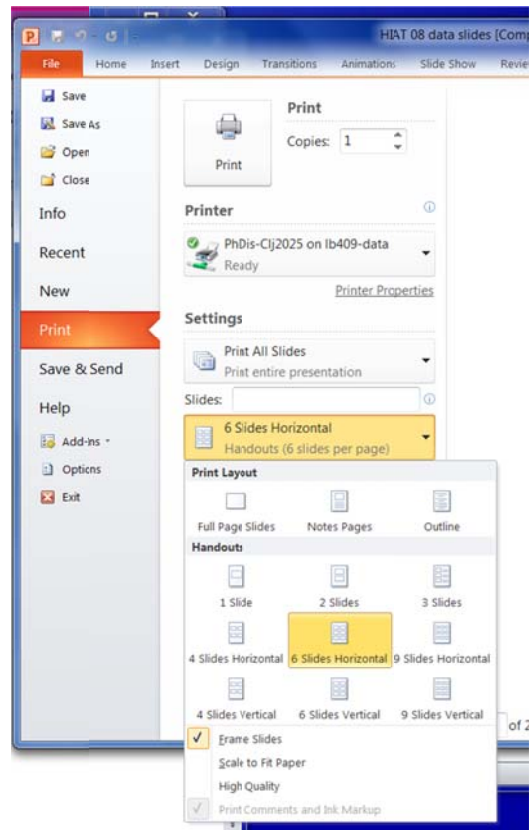 HIAT 08 data slides [Comp
File Home Insert Design Transitions Animations Slide Show Revie
Save
Save As
Open
Close
Info
Recent
New
Print
Save & Send
Help
Add-Ins
Options
Exit
Print
Print
Copies: 1
Printer
PhDis-Clj2025 on lb409-data
Ready
Printer Properties
Settings
Print All Slides
Print entire presentation
Slides:
6 Slides Horizontal
Handouts (6 slides per page)
Print Layout
Full Page Slides Notes Pages Outline
Handouts
1 Slide 2 Slides 3 Slides
4 Slides Horizontal 6 Slides Horizontal 9 Slides Horizontal
4 Slides Vertical 6 Slides Vertical 9 Slides Vertical
Frame Slides
Scale to Fit Paper
High Quality
Print Comments and Ink Markup
of 2